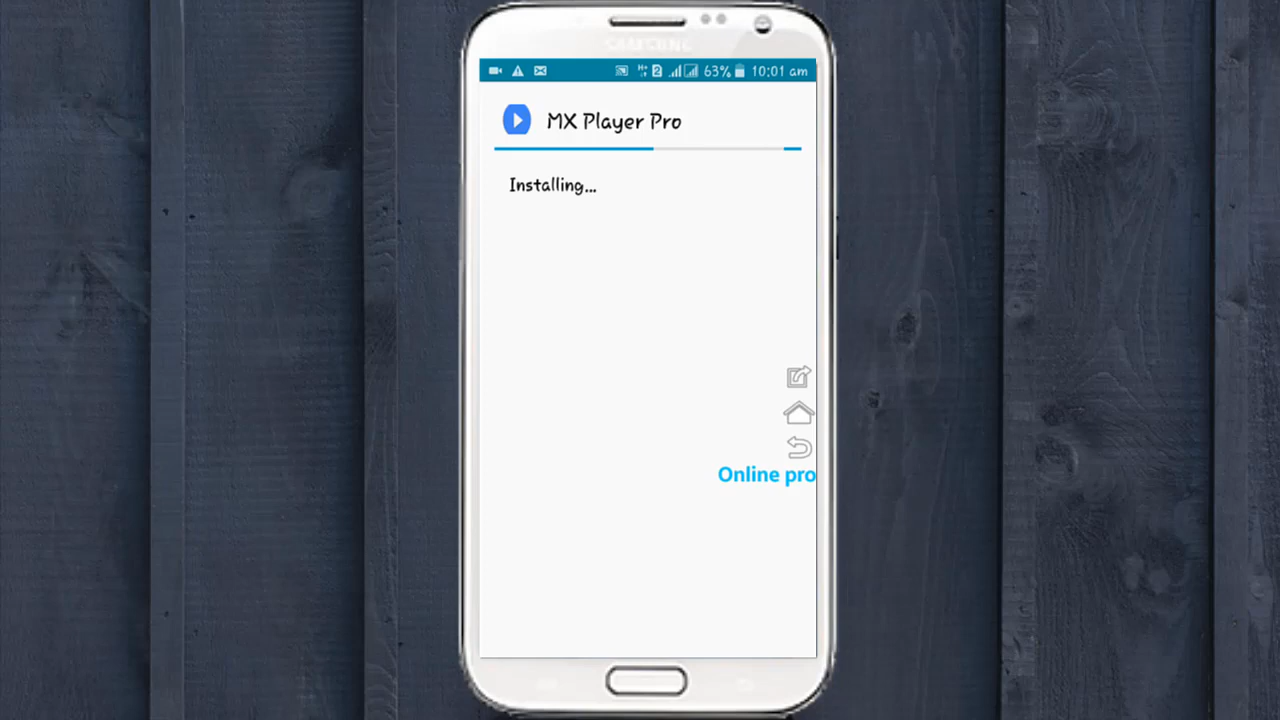 SAMSUNG
63% 10:01 am
MX Player Pro
Installing...
Online pro